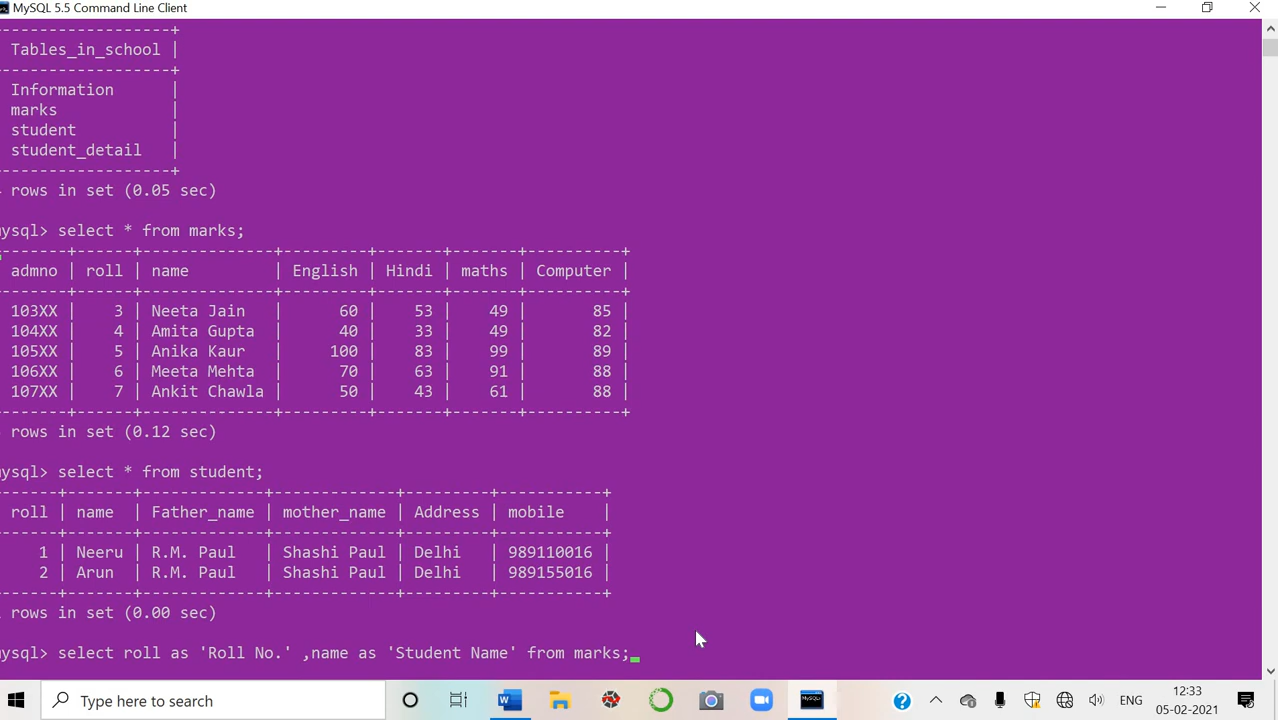 MySQL 5.5 Command Line Client
Tables_in_school
Information
marks
student
student_detail
rows in set (0.05 sec)
mysql> select * from marks;
admno | roll | name | English | Hindi | maths | Computer |
103XX | 3 | Neeta Jain | 60 | 53 | 49 | 85 |
104XX | 4 | Amita Gupta | 40 | 33 | 49 | 82 |
105XX | 5 | Anika Kaur | 100 | 83 | 99 | 89 |
106XX | 6 | Meeta Mehta | 70 | 63 | 91 | 88 |
107XX | 7 | Ankit Chawla | 50 | 43 | 61 | 88 |
rows in set (0.12 sec)
mysql> select * from student;
roll | name | Father_name | mother_name | Address | mobile |
1 | Neeru | R.M. Paul | Shashi Paul | Delhi | 989110016 |
2 | Arun | R.M. Paul | Shashi Paul | Delhi | 989155016 |
rows in set (0.00 sec)
mysql> select roll as 'Roll No.' ,name as 'Student Name' from marks;
Type here to search
ENG
12:33
05-02-2021